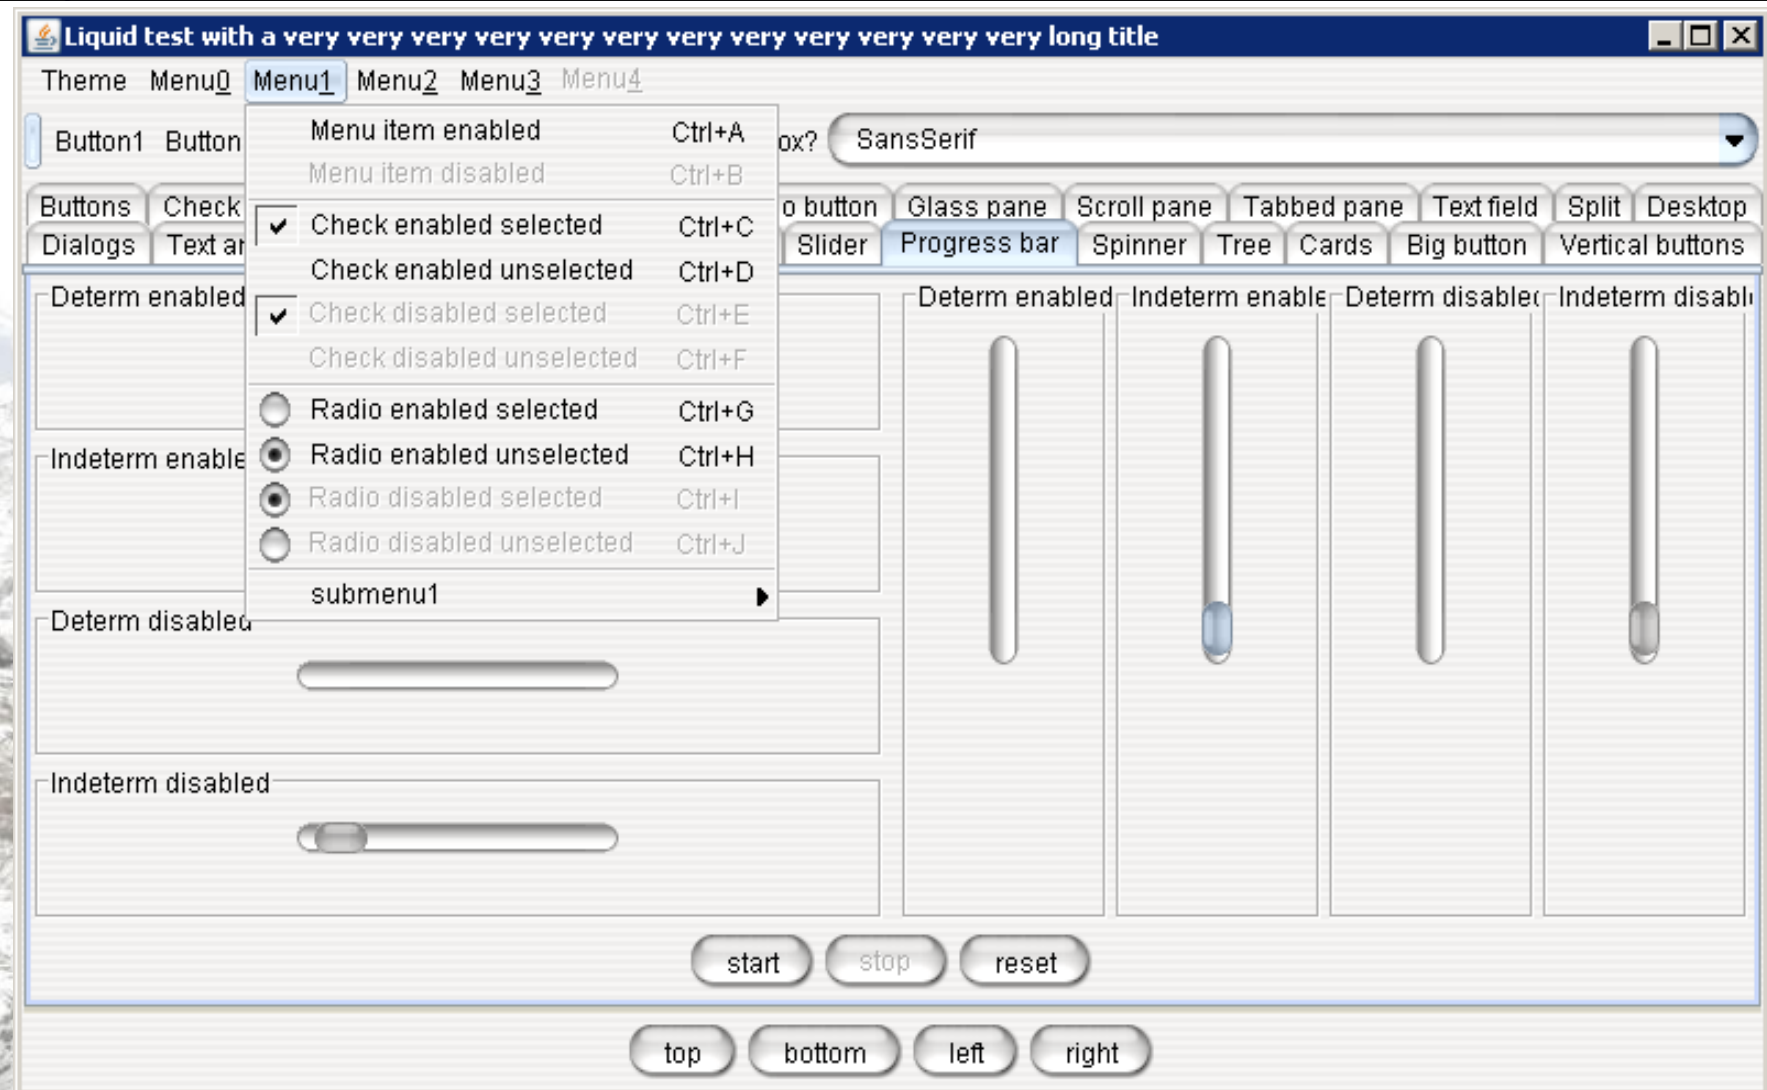 Liquid test with a very very very very very very very very very very very very long title
Theme Menu0 Menu1 Menu2 Menu3 Menu4
Button1 Button ox? SansSerif
Menu item enabled Ctrl+A
Menu item disabled Ctrl+B
Check enabled selected Ctrl+C
Check enabled unselected Ctrl+D
Check disabled selected Ctrl+E
Check disabled unselected Ctrl+F
Radio enabled selected Ctrl+G
Radio enabled unselected Ctrl+H
Radio disabled selected Ctrl+I
Radio disabled unselected Ctrl+J
submenu1
Buttons Check o button Glass pane Scroll pane Tabbed pane Text field Split Desktop
Dialogs Text ar Slider Progress bar Spinner Tree Cards Big button Vertical buttons
Determ enabled
Indeterm enable
Determ disabled
Indeterm disabled
Determ enabled Indeterm enable Determ disabled Indeterm disabl
start stop reset
top bottom left right